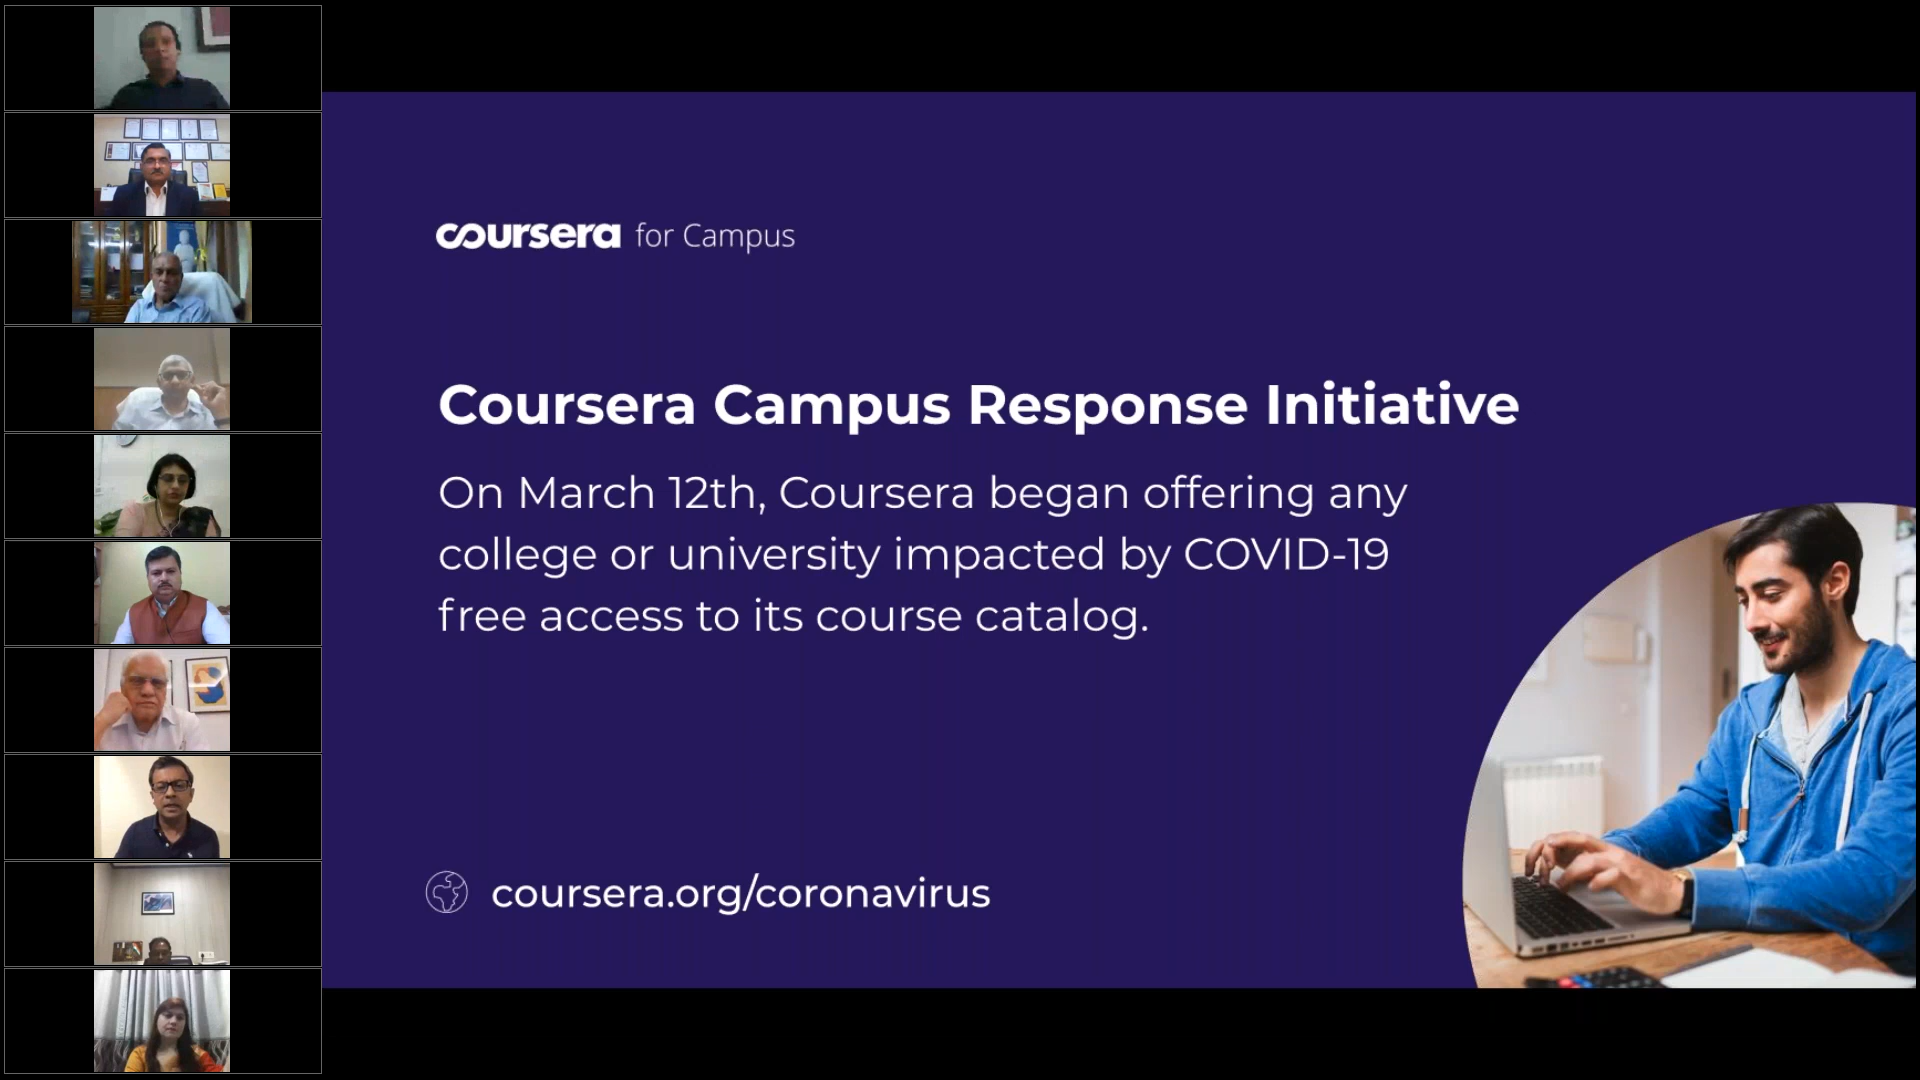 coursera for Campus
Coursera Campus Response Initiative
On March 12th, Coursera began offering any
college or university impacted by COVID-19
free access to its course catalog.
coursera.org/coronavirus